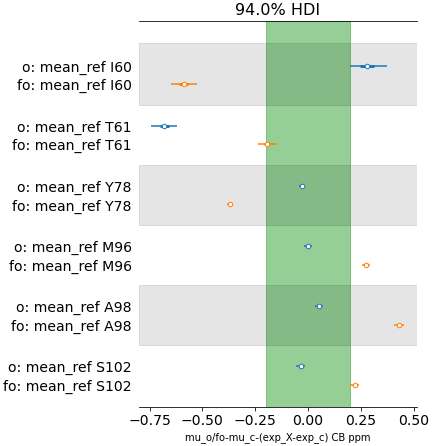 94.0% HDI
o: mean_ref I60
fo: mean_ref I60
o: mean_ref T61
fo: mean_ref T61
o: mean_ref Y78
fo: mean_ref Y78
o: mean_ref M96
fo: mean_ref M96
o: mean_ref A98
fo: mean_ref A98
o: mean_ref S102
fo: mean_ref S102
−0.75 −0.50 −0.25 0.00 0.25 0.50
mu_o/fo-mu_c-(exp_X-exp_c) CB ppm